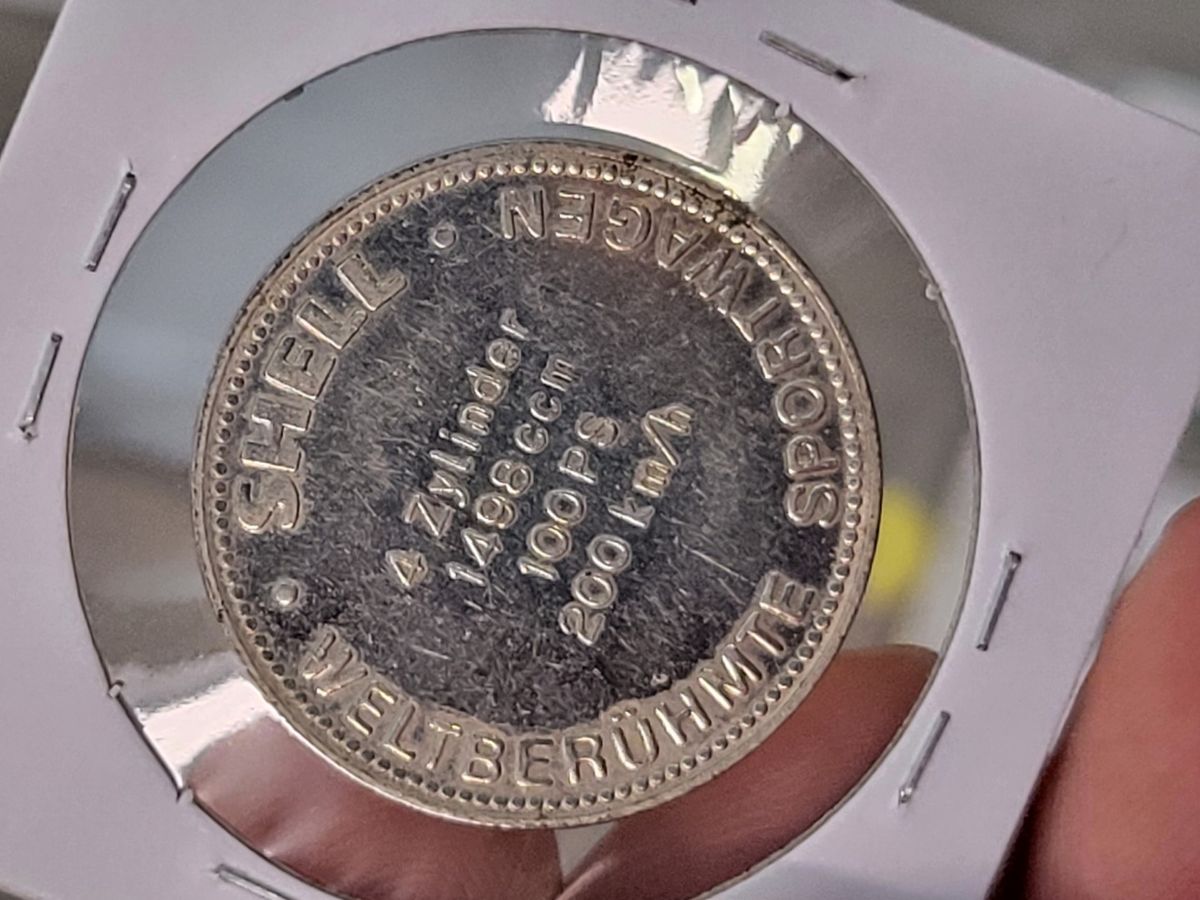 SHELL
WELTBERÜHMTE SPORTWAGEN
4 Zylinder
1498 ccm
100 PS
200 km/h